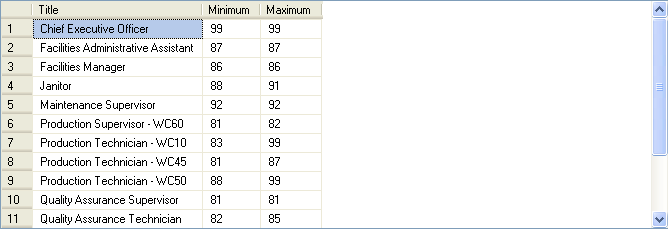 Title Minimum Maximum
1 Chief Executive Officer 99 99
2 Facilities Administrative Assistant 87 87
3 Facilities Manager 86 86
4 Janitor 88 91
5 Maintenance Supervisor 92 92
6 Production Supervisor - WC60 81 82
7 Production Technician - WC10 83 99
8 Production Technician - WC45 81 87
9 Production Technician - WC50 88 99
10 Quality Assurance Supervisor 81 81
11 Quality Assurance Technician 82 85